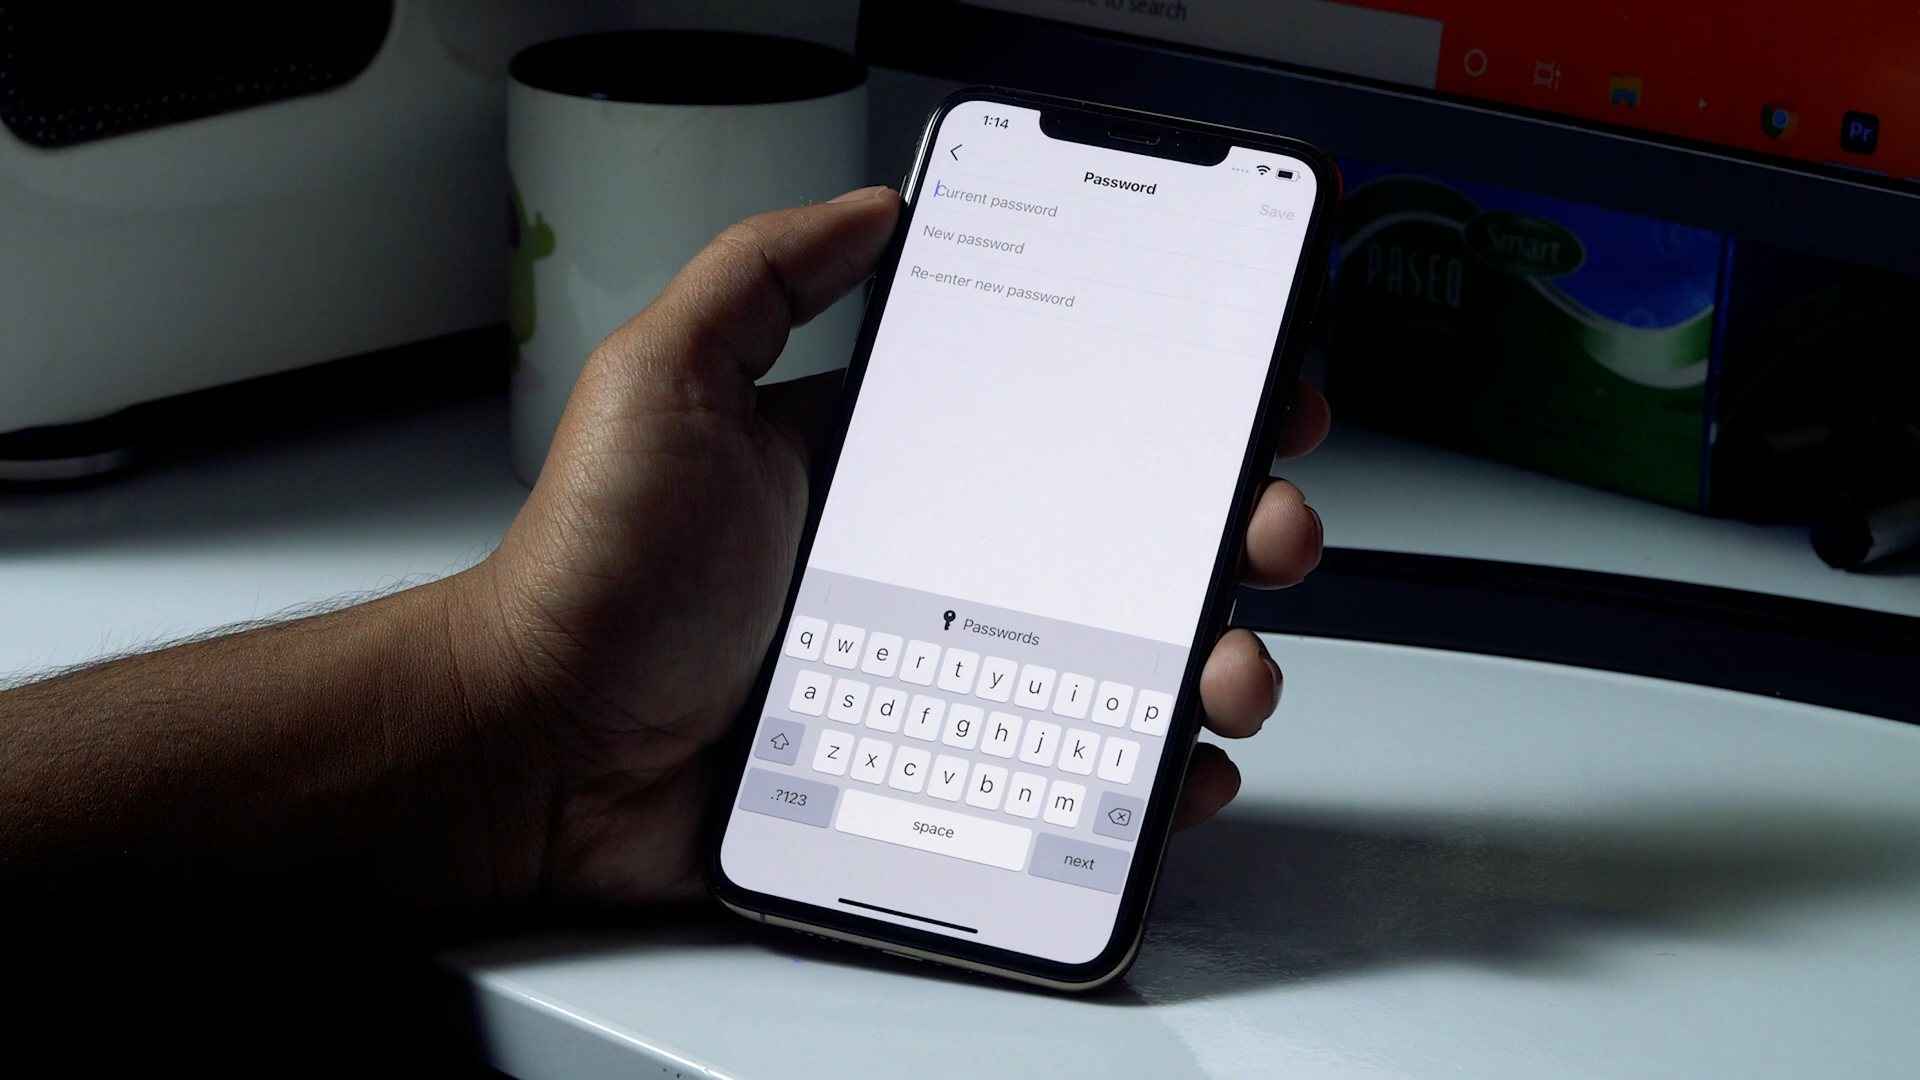 to search
Pr
1:14
Password
Save
Current password
New password
Re-enter new password
Smart
PASEO
Passwords
q w e r t y u i o p
a s d f g h j k l
z x c v b n m
.?123
space
next